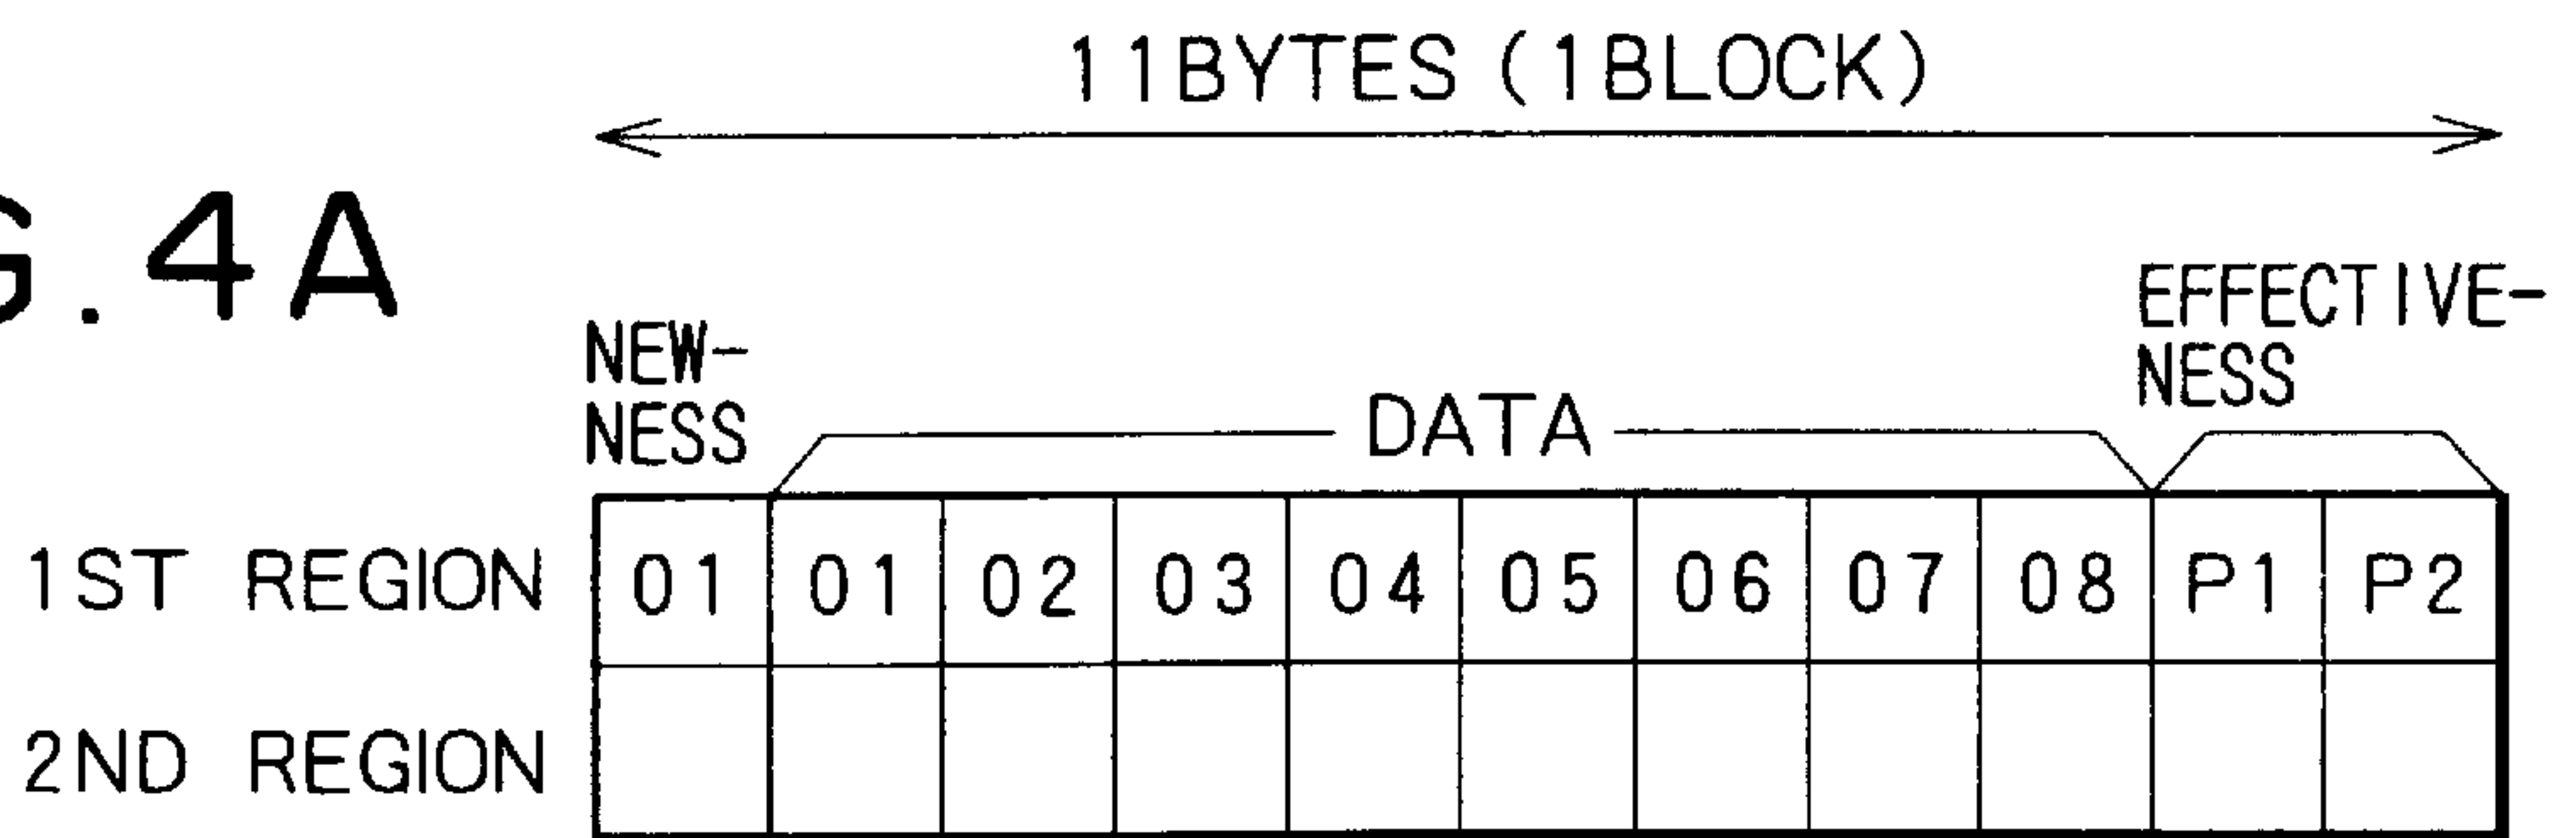 11BYTES (1BLOCK)
G.4A
NEW-
NESS
DATA
EFFECTIVE-
NESS
1ST REGION 01 01 02 03 04 05 06 07 08 P1 P2
2ND REGION